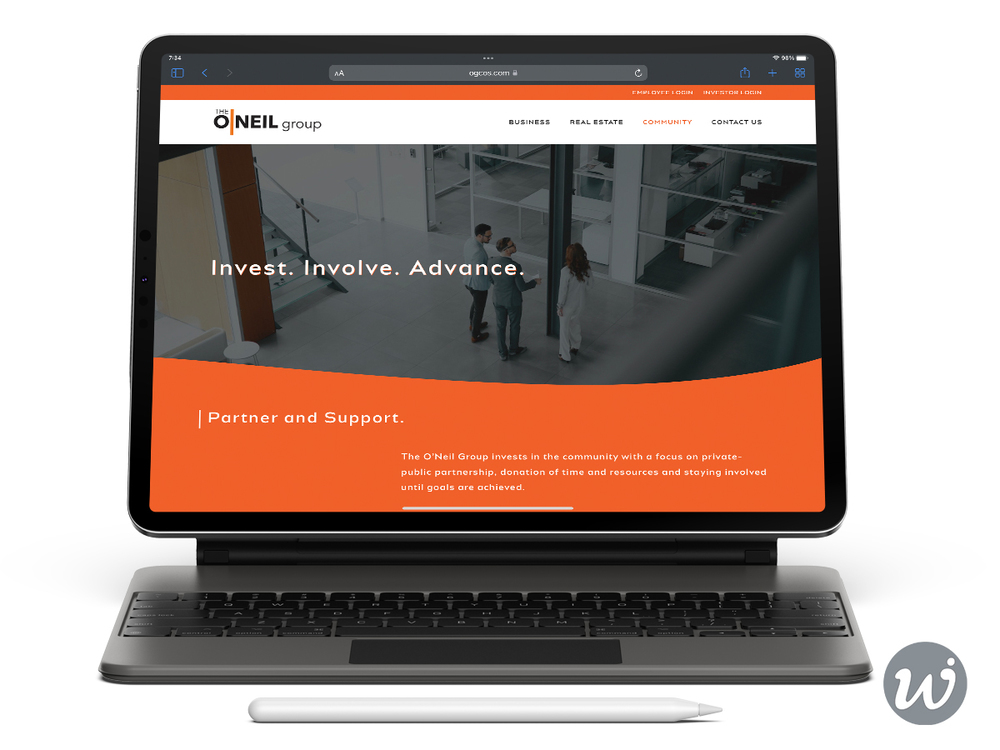 7:34
98%
AA
ogcos.com
EMPLOYEE LOGIN INVESTOR LOGIN
THE
O|NEIL group
BUSINESS REAL ESTATE COMMUNITY CONTACT US
Invest. Involve. Advance.
Partner and Support.
The O'Neil Group invests in the community with a focus on private-
public partnership, donation of time and resources and staying involved
until goals are achieved.
w